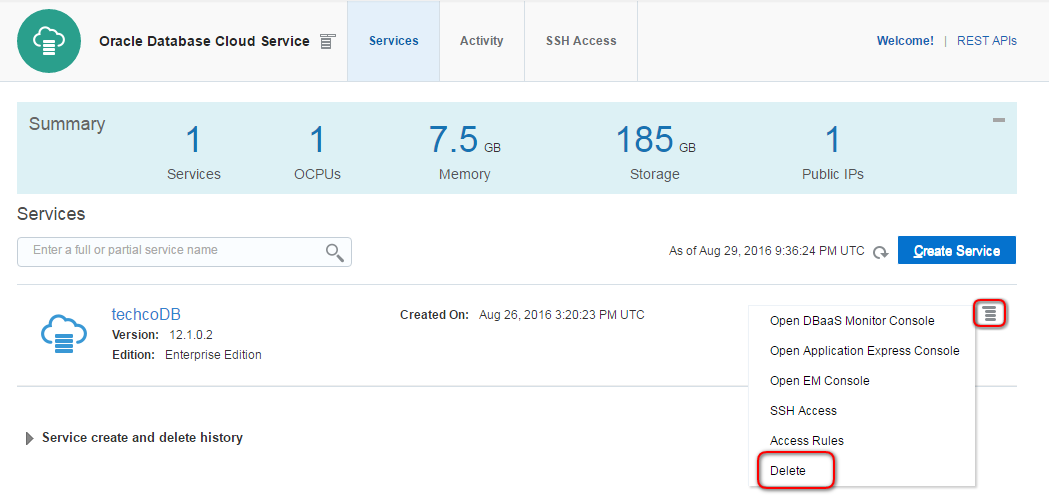 Oracle Database Cloud Service
Services
Activity
SSH Access
Welcome! | REST APIs
Summary
1
Services
1
OCPUs
7.5 GB
Memory
185 GB
Storage
1
Public IPs
Services
Enter a full or partial service name
As of Aug 29, 2016 9:36:24 PM UTC
Create Service
techcoDB
Version: 12.1.0.2
Edition: Enterprise Edition
Created On: Aug 26, 2016 3:20:23 PM UTC
Open DBaaS Monitor Console
Open Application Express Console
Open EM Console
SSH Access
Access Rules
Delete
Service create and delete history